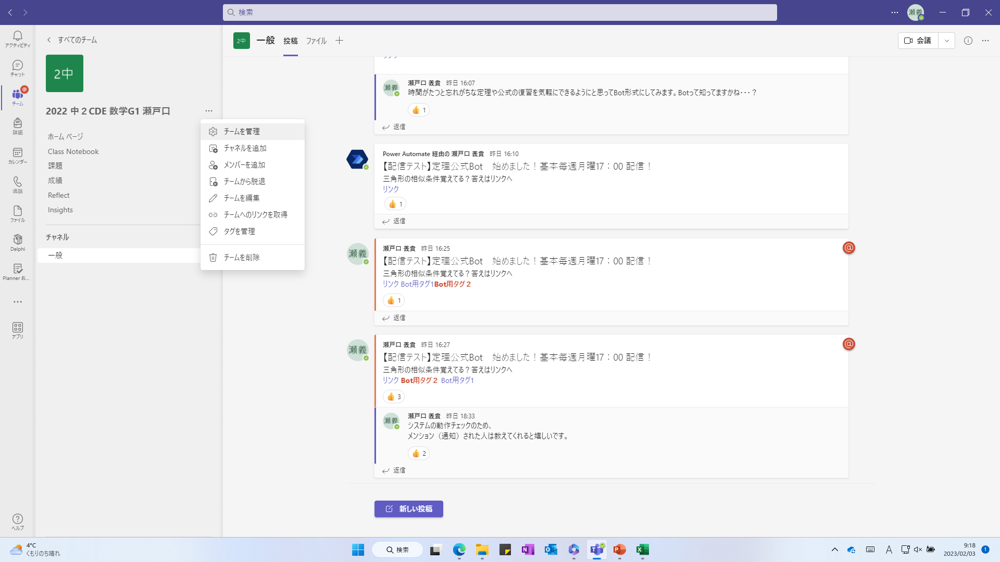 検索
瀬義
アクティビティ
チャット
チーム
課題
カレンダー
通話
ファイル
Delphi
Planner お...
アプリ
ヘルプ
すべてのチーム
2中
2022 中２CDE 数学G1 瀬戸口
ホーム ページ
Class Notebook
課題
成績
Reflect
Insights
チャネル
一般
チームを管理
チャネルを追加
メンバーを追加
チームから脱退
チームを編集
チームへのリンクを取得
タグを管理
チームを削除
2中 一般 投稿 ファイル
会議
瀬義
瀬戸口 義貴 昨日 16:07
時間がたつと忘れがちな定理や公式の復習を気軽にできるようにと思ってBot形式にしてみます。Botって知ってますかね・・・？
1
返信
Power Automate 経由の 瀬戸口 義貴 昨日 16:10
【配信テスト】定理公式Bot　始めました！基本毎週月曜17：00 配信！
三角形の相似条件覚えてる？答えはリンクへ
リンク
1
返信
瀬義
瀬戸口 義貴 昨日 16:25
【配信テスト】定理公式Bot　始めました！基本毎週月曜17：00 配信！
三角形の相似条件覚えてる？答えはリンクへ
リンク Bot用タグ1Bot用タグ２
1
返信
瀬義
瀬戸口 義貴 昨日 16:27
【配信テスト】定理公式Bot　始めました！基本毎週月曜17：00 配信！
三角形の相似条件覚えてる？答えはリンクへ
リンク Bot用タグ２ Bot用タグ1
3
瀬義
瀬戸口 義貴 昨日 18:33
システムの動作チェックのため、
メンション（通知）された人は教えてくれると嬉しいです。
2
返信
新しい投稿
4°C
くもりのち晴れ
検索
A
9:18
2023/02/03
1